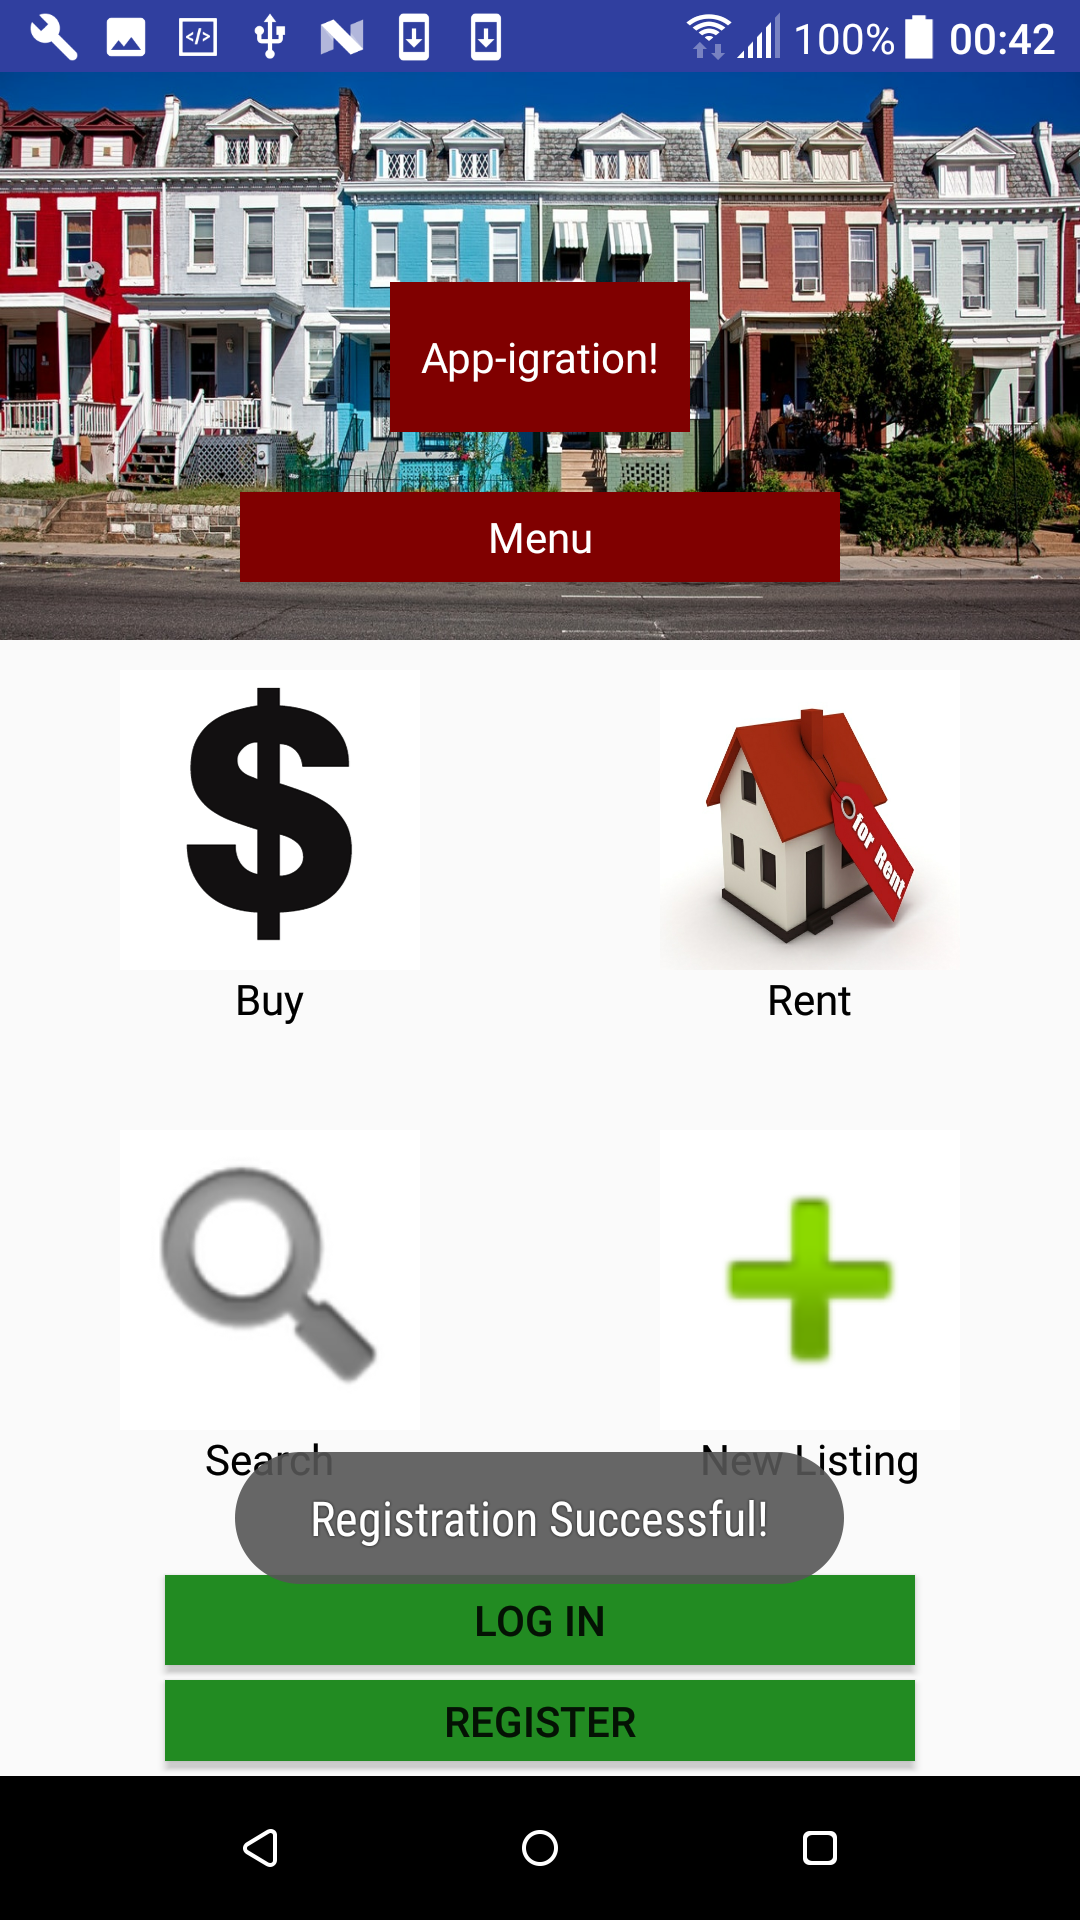 100% 00:42
App-igration!
Menu
for Rent
Buy
Rent
Search
New Listing
Registration Successful!
LOG IN
REGISTER